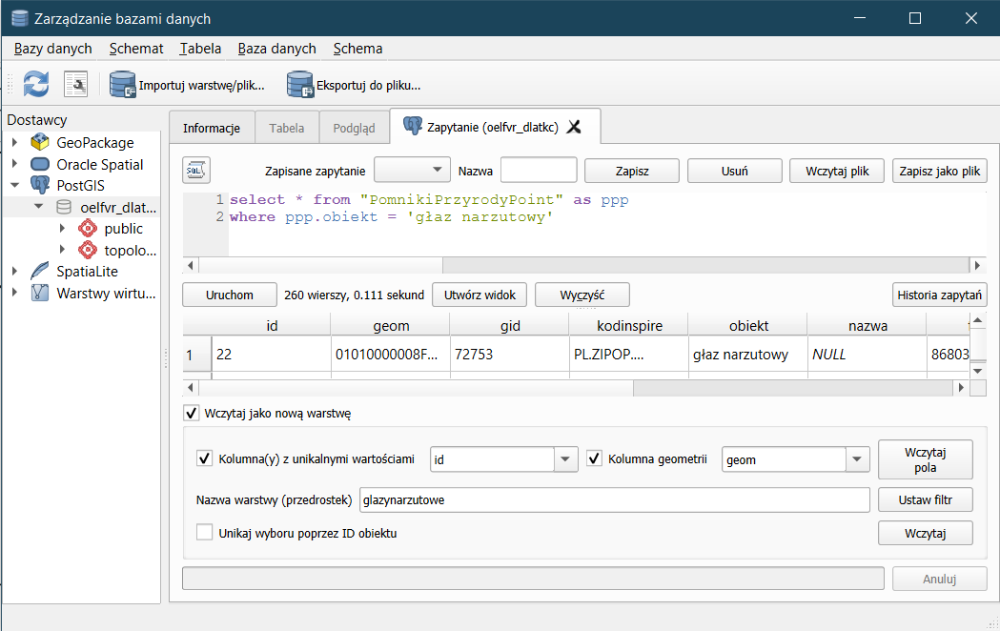 Zarządzanie bazami danych
Bazy danych Schemat Tabela Baza danych Schema
Importuj warstwę/plik... Eksportuj do pliku...
Dostawcy
GeoPackage
Oracle Spatial
PostGIS
oelfvr_dlat...
public
topolo...
SpatiaLite
Warstwy wirtu...
Informacje Tabela Podgląd Zapytanie (oelfvr_dlatkc)
SQL Zapisane zapytanie Nazwa Zapisz Usuń Wczytaj plik Zapisz jako plik
1 select * from "PomnikiPrzyrodyPoint" as ppp
2 where ppp.obiekt = 'głaz narzutowy'
Uruchom 260 wierszy, 0.111 sekund Utwórz widok Wyczyść Historia zapytań
id geom gid kodinspire obiekt nazwa
1 22 01010000008F... 72753 PL.ZIPOP.... głaz narzutowy NULL 86803
Wczytaj jako nową warstwę
Kolumna(y) z unikalnymi wartościami id Kolumna geometrii geom Wczytaj pola
Nazwa warstwy (przedrostek) glazynarzutowe Ustaw filtr
Unikaj wyboru poprzez ID obiektu Wczytaj
Anuluj